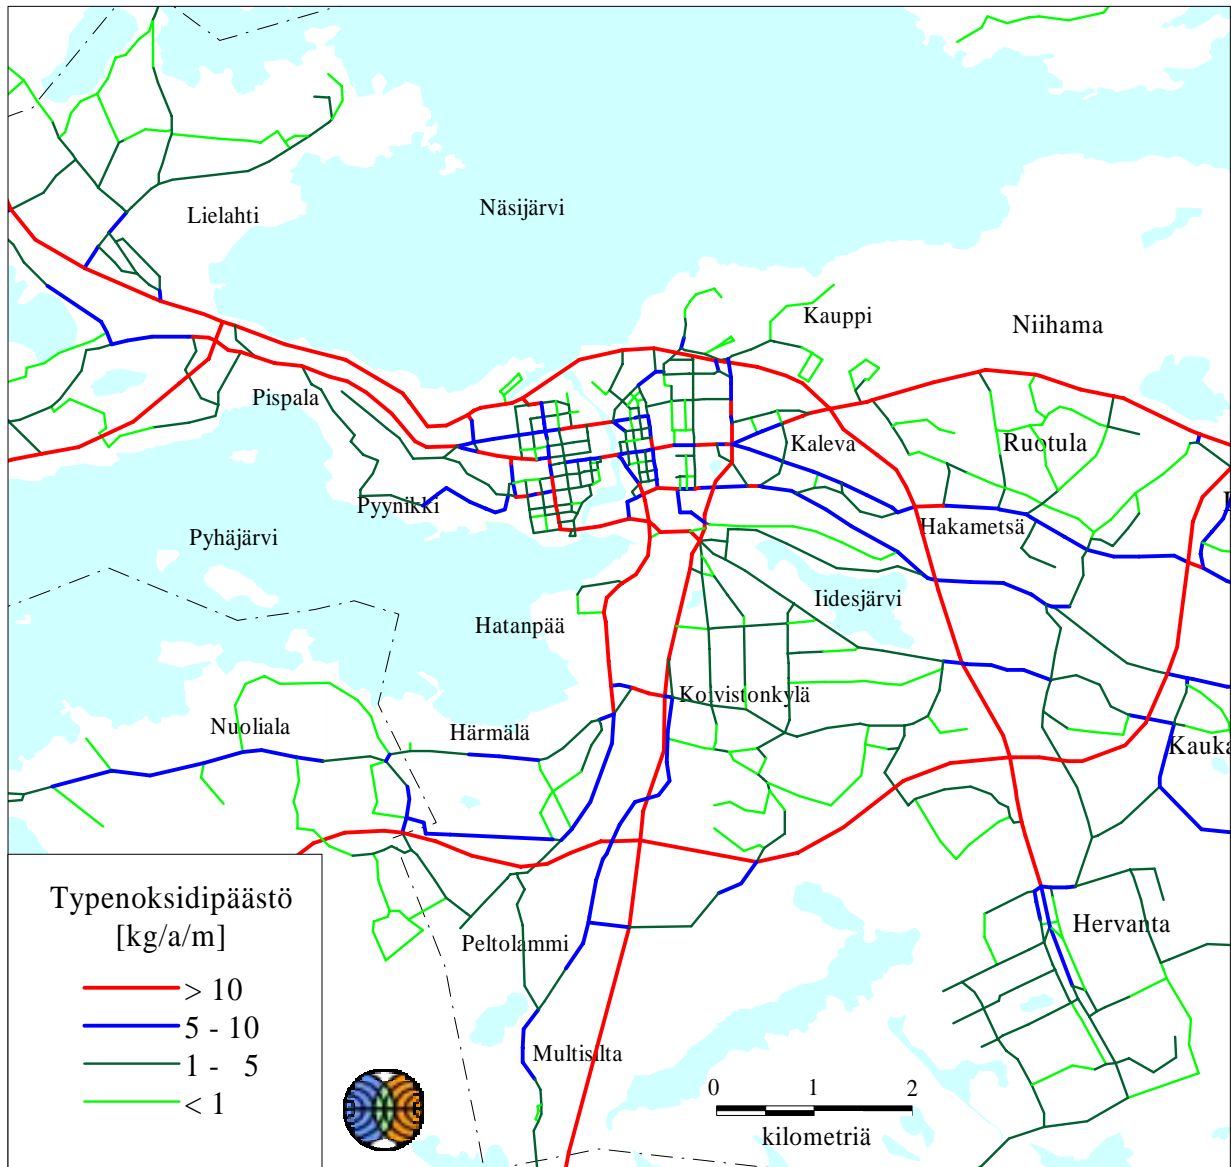 Lielahti
Näsijärvi
Kauppi
Niihama
Pispala
Kaleva
Ruotula
Pyynikki
Hakametsä
Pyhäjärvi
Iidesjärvi
Hatanpää
Koivistonkylä
Nuoliala
Härmälä
Kauka
Hervanta
Peltolammi
Multisilta
Typenoksidipäästö
[kg/a/m]
> 10
5 - 10
1 - 5
< 1
0 1 2
kilometriä